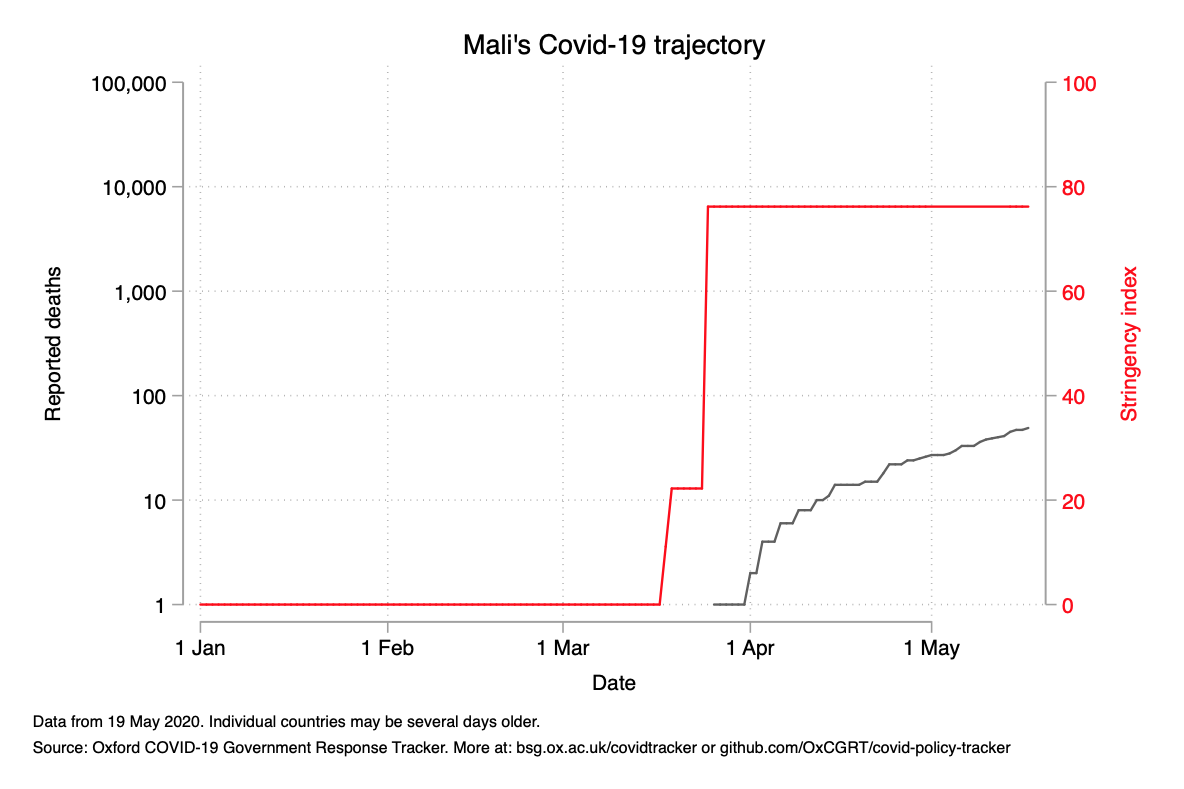 Mali's Covid-19 trajectory
100,000
10,000
1,000
100
10
1
Reported deaths
100
80
60
40
20
0
Stringency index
1 Jan
1 Feb
1 Mar
1 Apr
1 May
Date
Data from 19 May 2020. Individual countries may be several days older.
Source: Oxford COVID-19 Government Response Tracker. More at: bsg.ox.ac.uk/covidtracker or github.com/OxCGRT/covid-policy-tracker